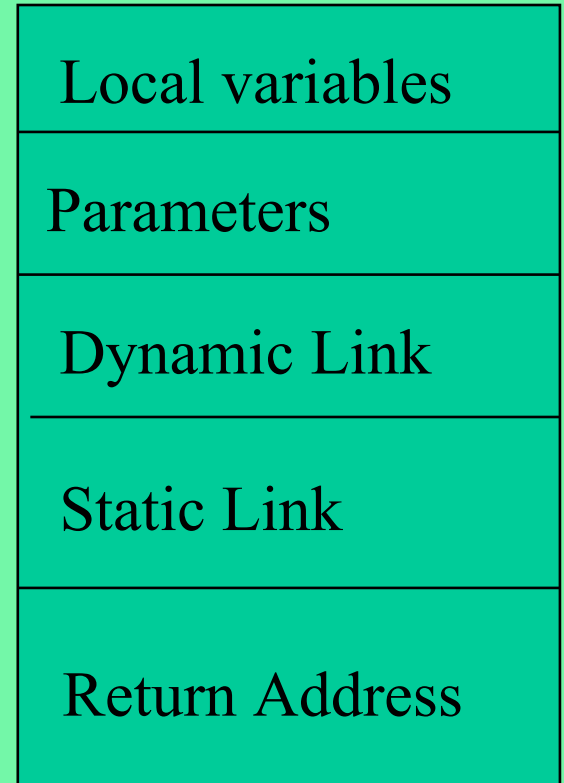 Local variables
Parameters
Dynamic Link
Static Link
Return Address